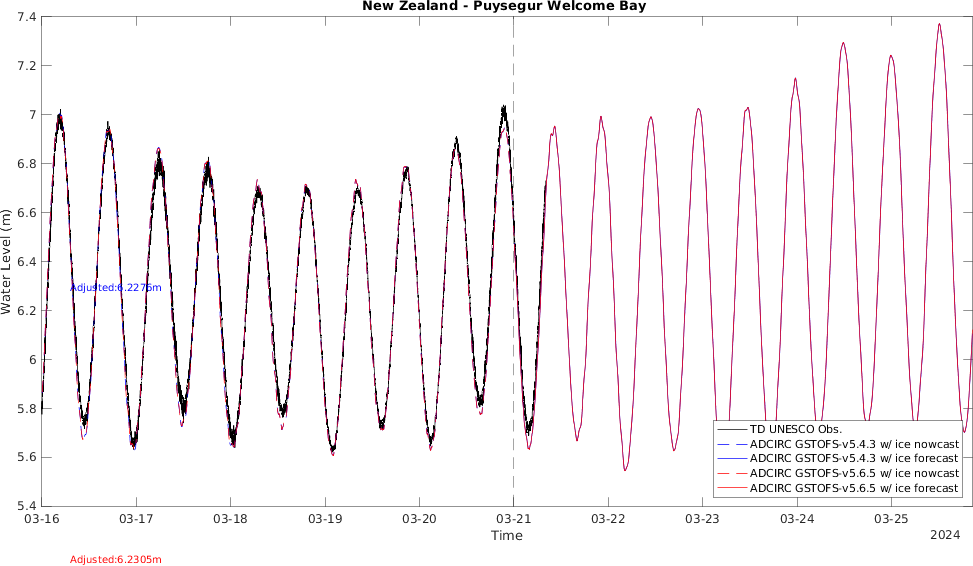 New Zealand - Puysegur Welcome Bay
7.4
7.2
7
6.8
6.6
6.4
6.2
6
5.8
5.6
5.4
Water Level (m)
Adjusted:6.2276m
TD UNESCO Obs.
ADCIRC GSTOFS-v5.4.3 w/ ice nowcast
ADCIRC GSTOFS-v5.4.3 w/ ice forecast
ADCIRC GSTOFS-v5.6.5 w/ ice nowcast
ADCIRC GSTOFS-v5.6.5 w/ ice forecast
03-16 03-17 03-18 03-19 03-20 03-21 03-22 03-23 03-24 03-25
Time
2024
Adjusted:6.2305m